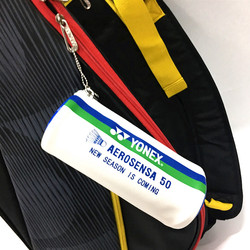 YONEX
AEROSENSA 50
NEW SEASON IS COMING